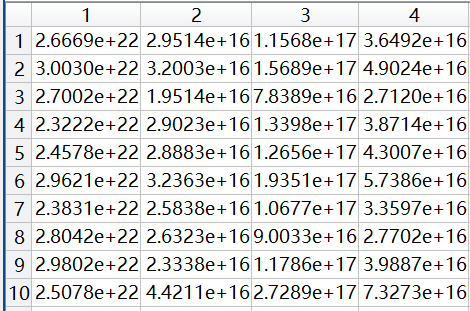 1 2 3 4
1 2.6669e+22 2.9514e+16 1.1568e+17 3.6492e+16
2 3.0030e+22 3.2003e+16 1.5689e+17 4.9024e+16
3 2.7002e+22 1.9514e+16 7.8389e+16 2.7120e+16
4 2.3222e+22 2.9023e+16 1.3398e+17 3.8714e+16
5 2.4578e+22 2.8883e+16 1.2656e+17 4.3007e+16
6 2.9621e+22 3.2363e+16 1.9351e+17 5.7386e+16
7 2.3831e+22 2.5838e+16 1.0677e+17 3.3597e+16
8 2.8042e+22 2.6323e+16 9.0033e+16 2.7702e+16
9 2.9802e+22 2.3338e+16 1.1786e+17 3.9887e+16
10 2.5078e+22 4.4211e+16 2.7289e+17 7.3273e+16